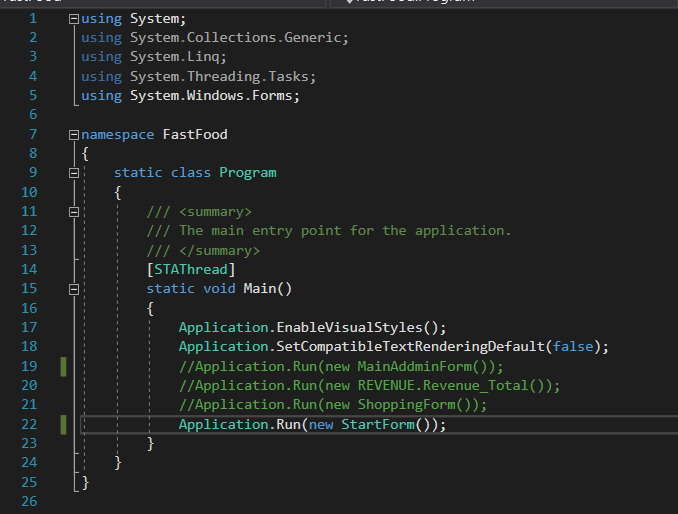 1 using System;
2 using System.Collections.Generic;
3 using System.Linq;
4 using System.Threading.Tasks;
5 using System.Windows.Forms;
6
7 namespace FastFood
8 {
9 static class Program
10 {
11 /// <summary>
12 /// The main entry point for the application.
13 /// </summary>
14 [STAThread]
15 static void Main()
16 {
17 Application.EnableVisualStyles();
18 Application.SetCompatibleTextRenderingDefault(false);
19 //Application.Run(new MainAddminForm());
20 //Application.Run(new REVENUE.Revenue_Total());
21 //Application.Run(new ShoppingForm());
22 Application.Run(new StartForm());
23 }
24 }
25 }
26